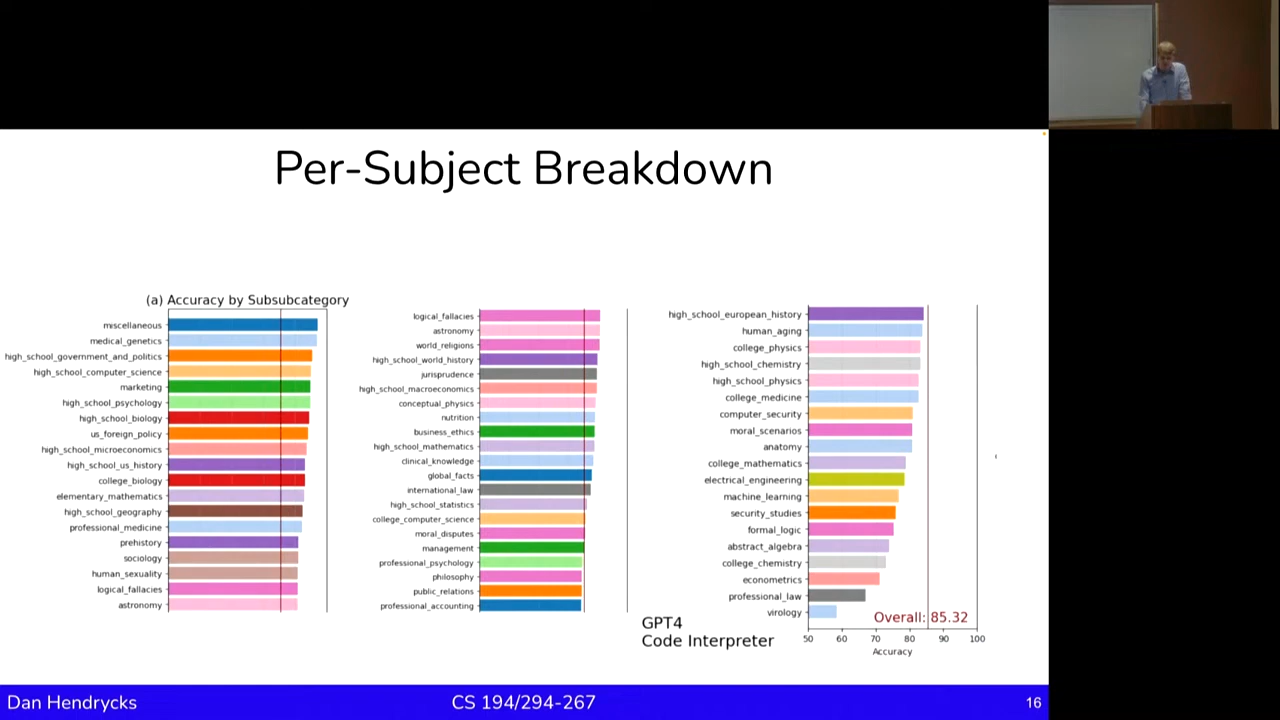 Per-Subject Breakdown
(a) Accuracy by Subsubcategory
miscellaneous
medical_genetics
high_school_government_and_politics
high_school_computer_science
marketing
high_school_psychology
high_school_biology
us_foreign_policy
high_school_microeconomics
high_school_us_history
college_biology
elementary_mathematics
high_school_geography
professional_medicine
prehistory
sociology
human_sexuality
logical_fallacies
astronomy
logical_fallacies
astronomy
world_religions
high_school_world_history
jurisprudence
high_school_macroeconomics
conceptual_physics
nutrition
business_ethics
high_school_mathematics
clinical_knowledge
global_facts
international_law
high_school_statistics
college_computer_science
moral_disputes
management
professional_psychology
philosophy
public_relations
professional_accounting
high_school_european_history
human_aging
college_physics
high_school_chemistry
high_school_physics
college_medicine
computer_security
moral_scenarios
anatomy
college_mathematics
electrical_engineering
machine_learning
security_studies
formal_logic
abstract_algebra
college_chemistry
econometrics
professional_law
virology
Overall: 85.32
50 60 70 80 90 100
Accuracy
GPT4
Code Interpreter
Dan Hendrycks
CS 194/294-267
16